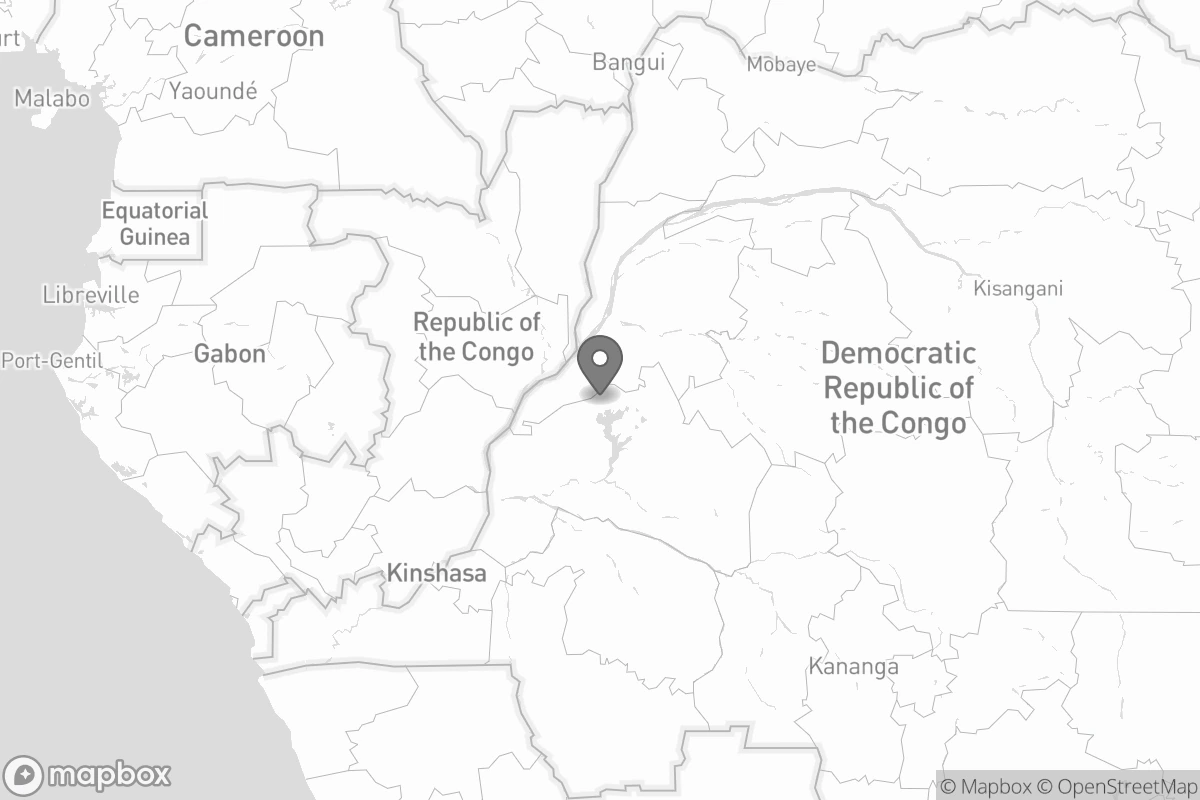 Cameroon
Bangui
Mobaye
Yaoundé
Malabo
Equatorial
Guinea
Kisangani
Libreville
Republic of
the Congo
Gabon
Port-Gentil
Democratic
Republic of
the Congo
Kinshasa
Kananga
mapbox
© Mapbox © OpenStreetMap